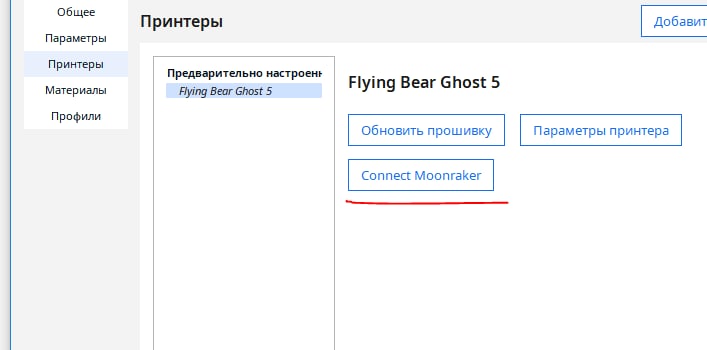 Общее
Параметры
Принтеры
Материалы
Профили
Принтеры
Добавит
Предварительно настроенн
Flying Bear Ghost 5
Flying Bear Ghost 5
Обновить прошивку
Параметры принтера
Connect Moonraker